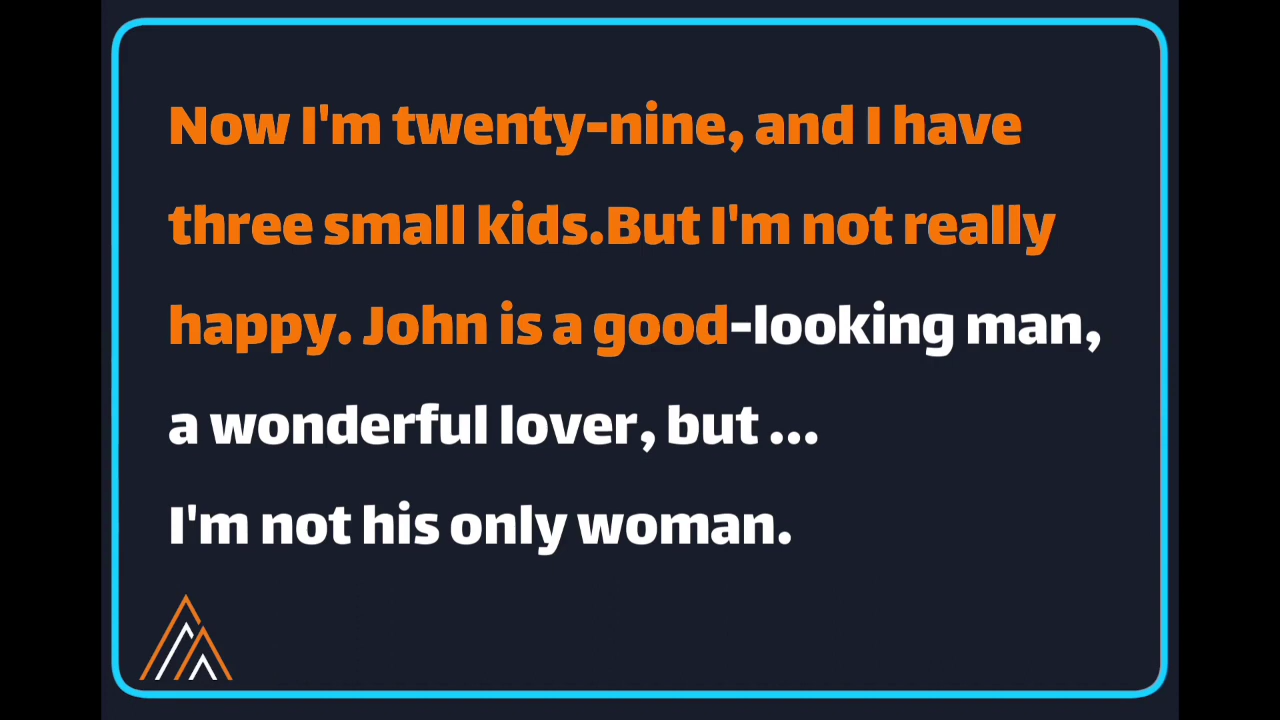 Now I'm twenty-nine, and I have
three small kids.But I'm not really
happy. John is a good-looking man,
a wonderful lover, but ...
I'm not his only woman.